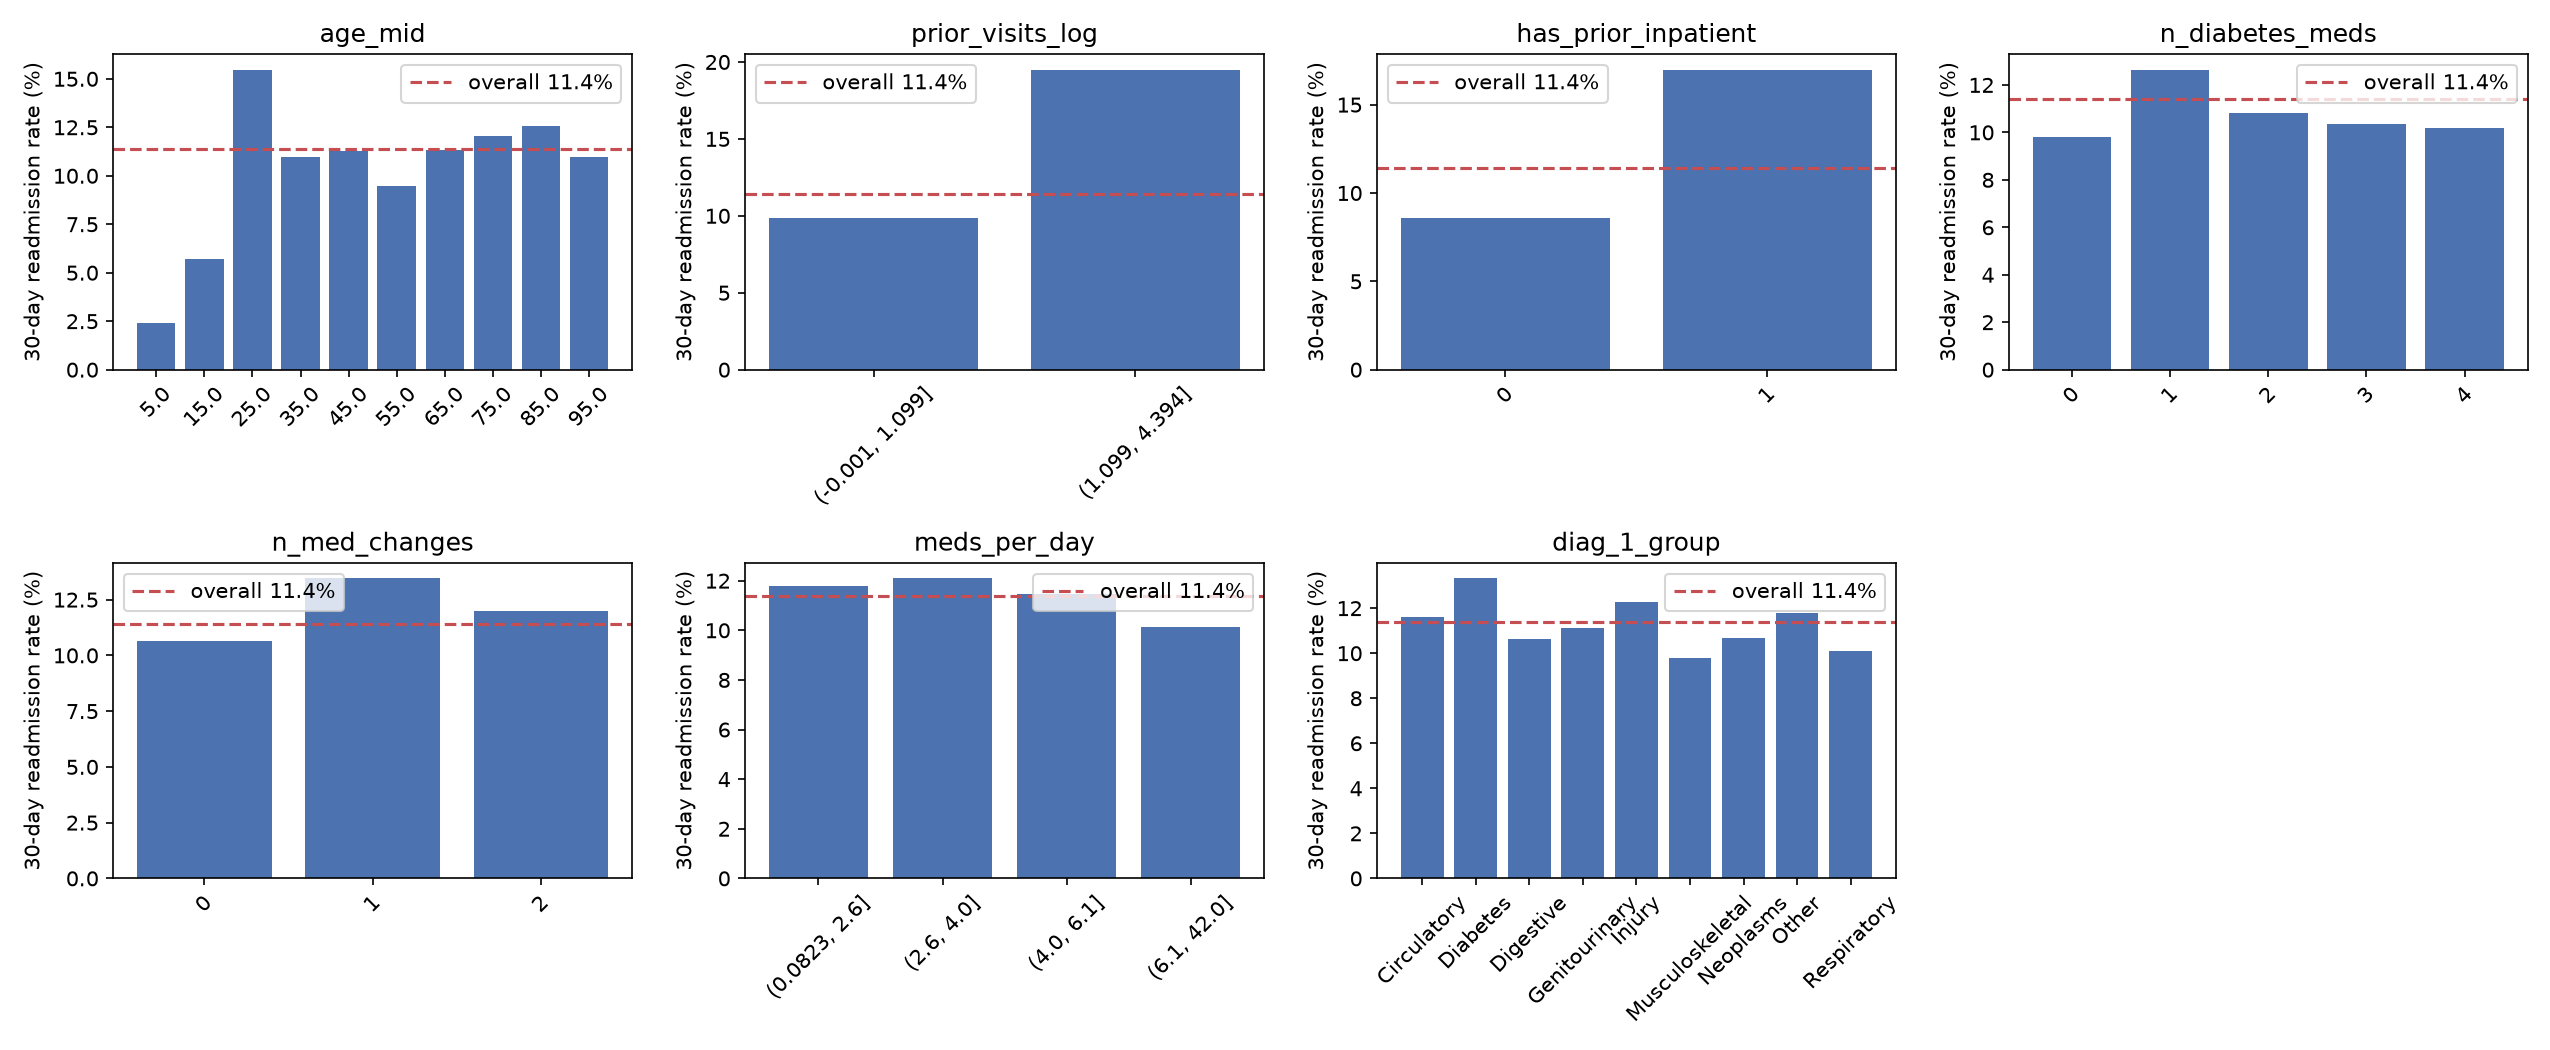 age_mid
30-day readmission rate (%)
15.0
12.5
10.0
7.5
5.0
2.5
0.0
overall 11.4%
5.0
15.0
25.0
35.0
45.0
55.0
65.0
75.0
85.0
95.0
prior_visits_log
30-day readmission rate (%)
20
15
10
5
0
overall 11.4%
(-0.001, 1.099]
(1.099, 4.394]
has_prior_inpatient
30-day readmission rate (%)
15
10
5
0
overall 11.4%
0
1
n_diabetes_meds
30-day readmission rate (%)
12
10
8
6
4
2
0
overall 11.4%
0
1
2
3
4
n_med_changes
30-day readmission rate (%)
12.5
10.0
7.5
5.0
2.5
0.0
overall 11.4%
0
1
2
meds_per_day
30-day readmission rate (%)
12
10
8
6
4
2
0
overall 11.4%
(0.0823, 2.6]
(2.6, 4.0]
(4.0, 6.1]
(6.1, 42.0]
diag_1_group
30-day readmission rate (%)
12
10
8
6
4
2
0
overall 11.4%
Circulatory
Diabetes
Digestive
Genitourinary
Injury
Musculoskeletal
Neoplasms
Other
Respiratory